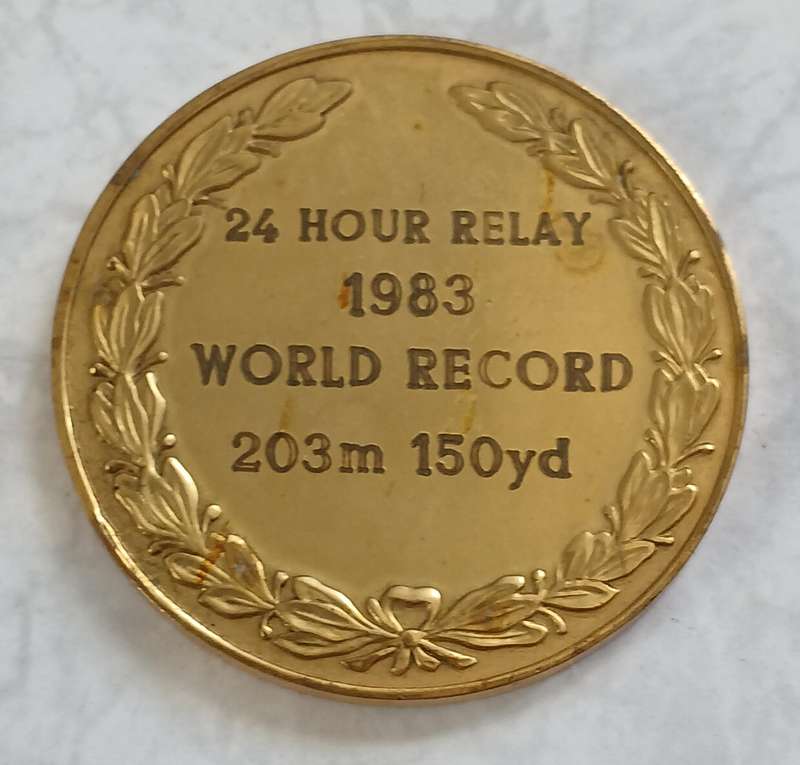 24 HOUR RELAY
1983
WORLD RECORD
203m 150yd